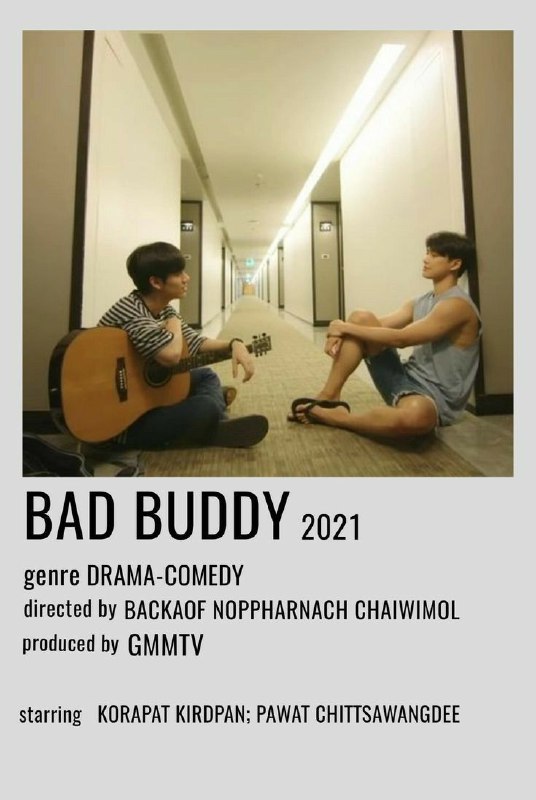 BAD BUDDY 2021
genre DRAMA-COMEDY
directed by BACKAOF NOPPHARNACH CHAIWIMOL
produced by GMMTV
starring KORAPAT KIRDPAN; PAWAT CHITTSAWANGDEE